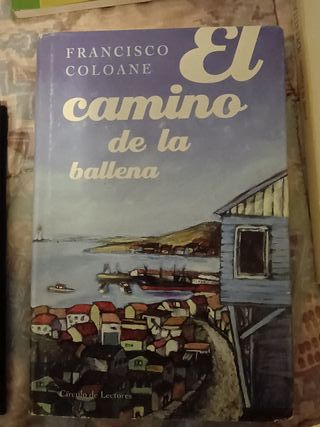 FRANCISCO
COLOANE
El
camino
de la
ballena
Círculo de Lectores